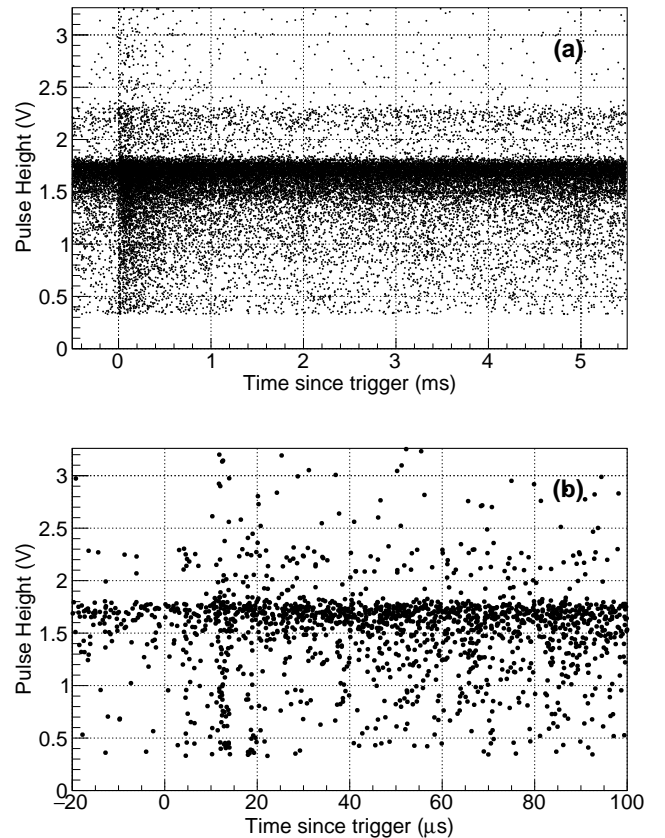 (a)
Pulse Height (V)
3
2.5
2
1.5
1
0.5
0
0 1 2 3 4 5
Time since trigger (ms)
(b)
Pulse Height (V)
3
2.5
2
1.5
1
0.5
0
−20 0 20 40 60 80 100
Time since trigger (μs)